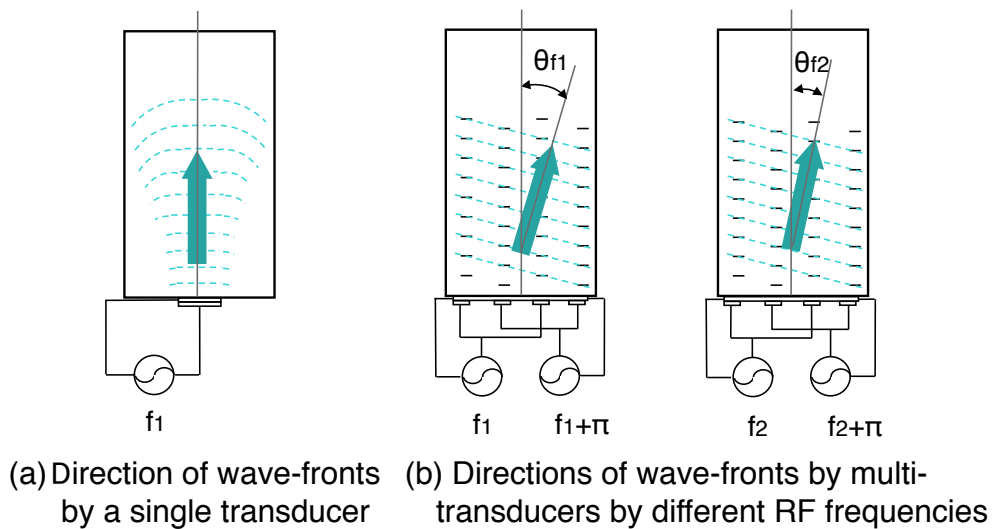 θf1
θf2
f1
f1+π
f2
f2+π
f1
(a) Direction of wave-fronts
by a single transducer
(b) Directions of wave-fronts by multi-
transducers by different RF frequencies